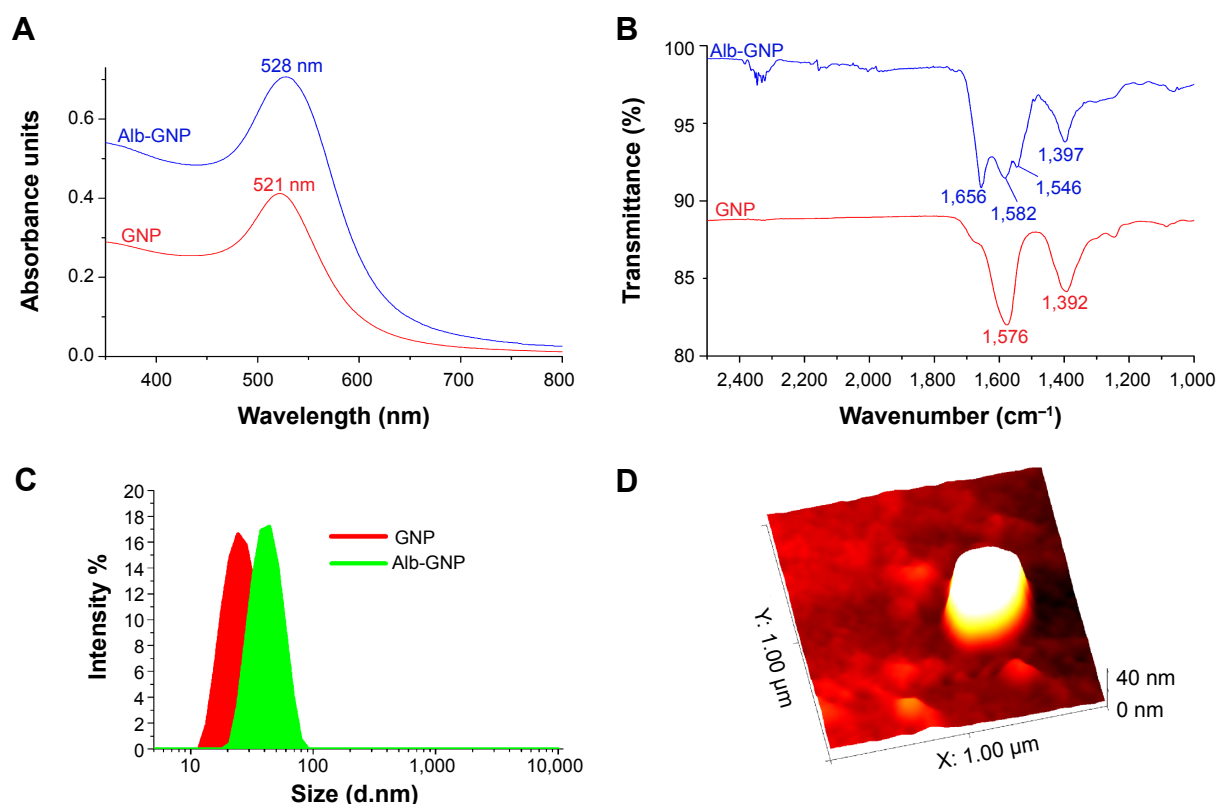 A
Absorbance units
0.6
0.4
0.2
0.0
528 nm
Alb-GNP
521 nm
GNP
400
500
600
700
800
Wavelength (nm)
B
Transmittance (%)
100
95
90
85
80
Alb-GNP
1,397
1,656
1,546
1,582
GNP
1,392
1,576
2,400
2,200
2,000
1,800
1,600
1,400
1,200
1,000
Wavenumber (cm⁻¹)
C
Intensity %
20
18
16
14
12
10
8
6
4
2
0
GNP
Alb-GNP
10
100
1,000
10,000
Size (d.nm)
D
Y: 1.00 µm
X: 1.00 µm
40 nm
0 nm